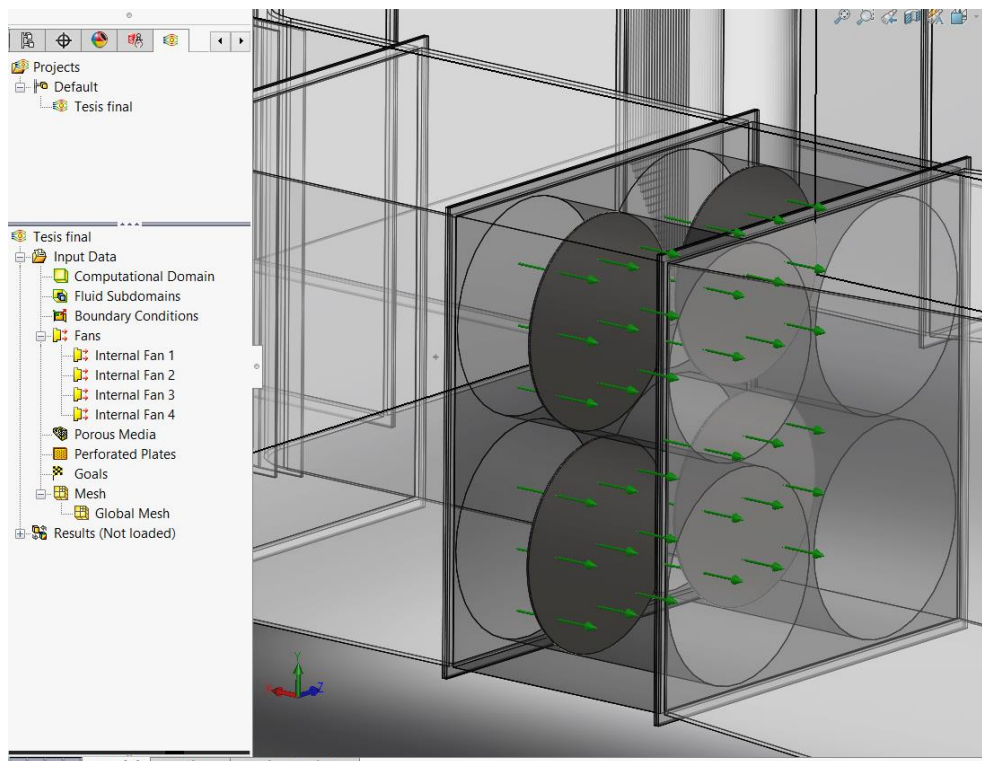 Projects
Default
Tesis final
Tesis final
Input Data
Computational Domain
Fluid Subdomains
Boundary Conditions
Fans
Internal Fan 1
Internal Fan 2
Internal Fan 3
Internal Fan 4
Porous Media
Perforated Plates
Goals
Mesh
Global Mesh
Results (Not loaded)
Y
X
Z